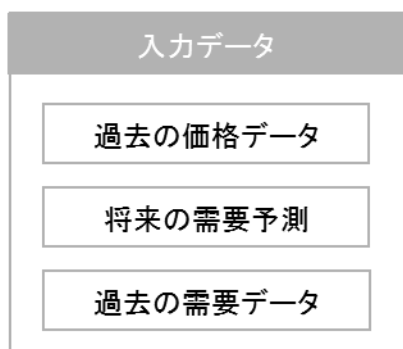 入力データ
過去の価格データ
将来の需要予測
過去の需要データ